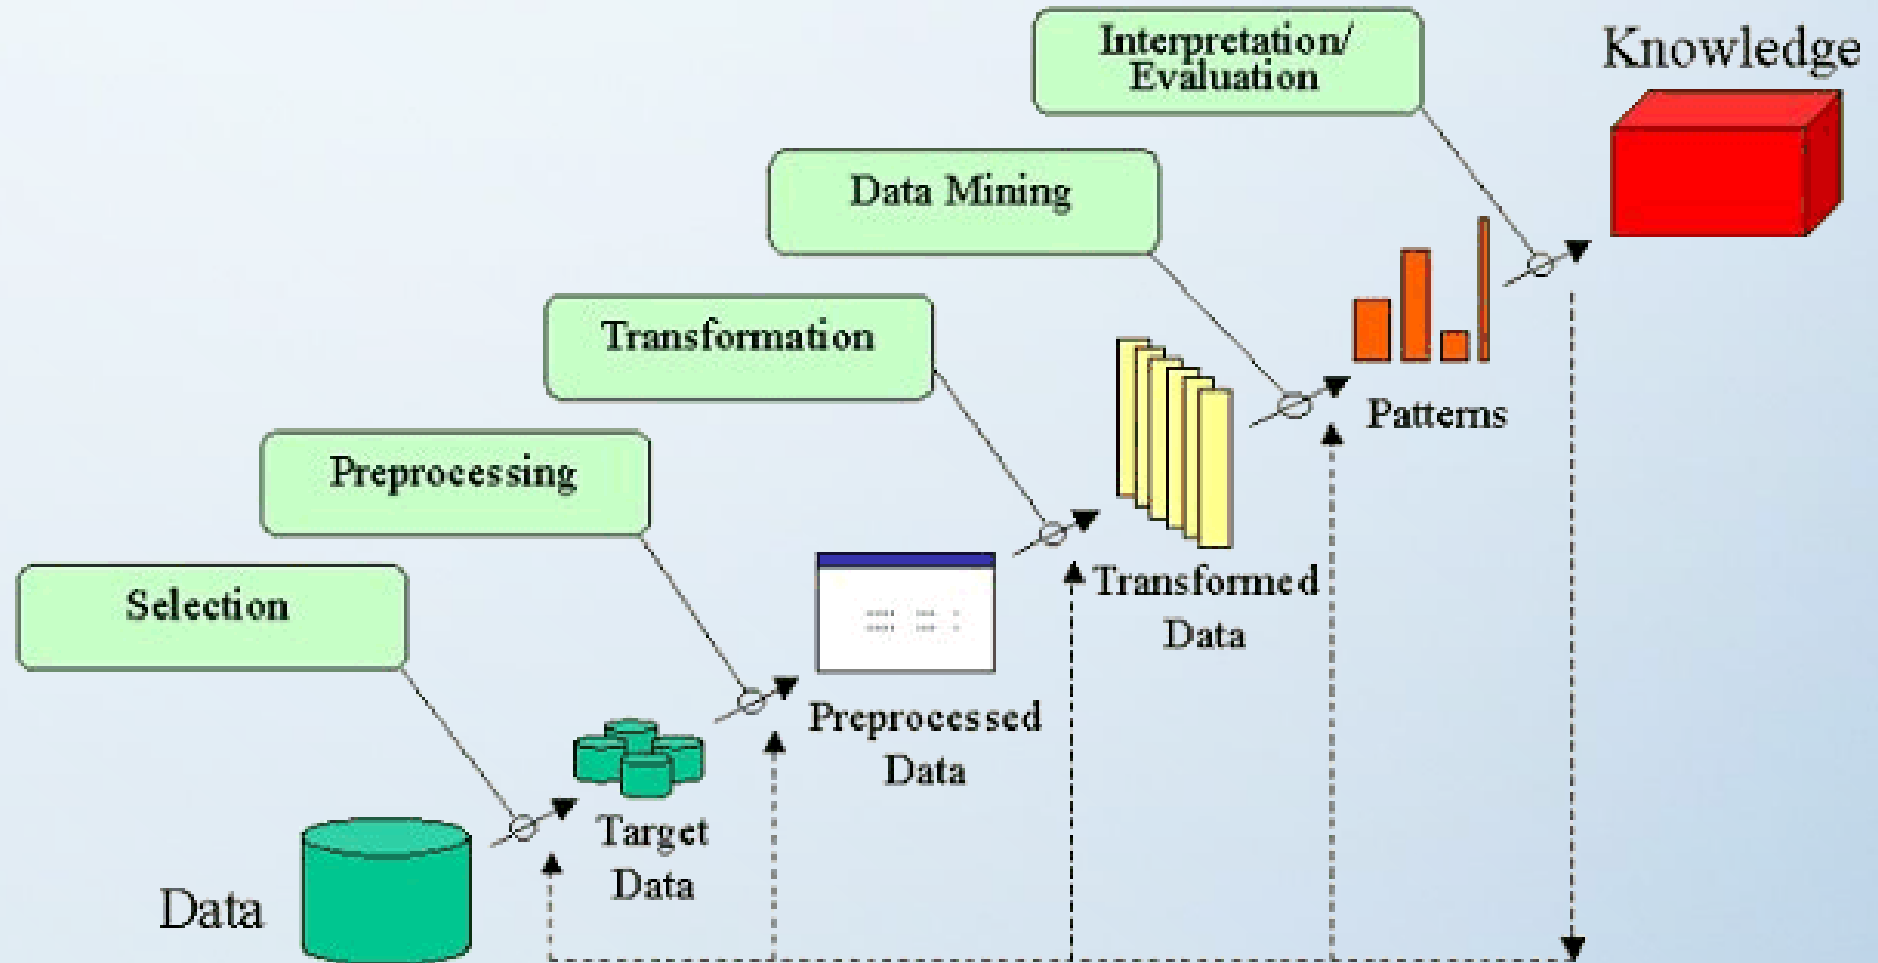 Interpretation/
Evaluation
Knowledge
Data Mining
Transformation
Patterns
Preprocessing
Transformed
Data
Selection
Preprocessed
Data
Target
Data
Data